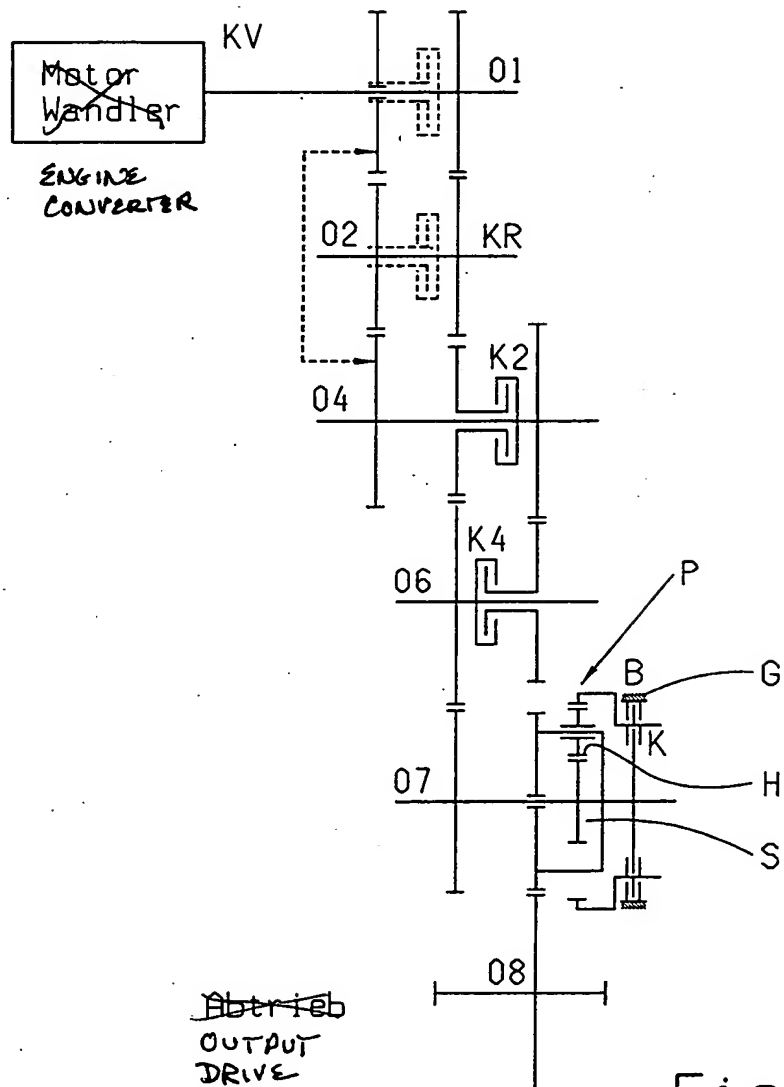 KV
Motor
Wandler
01
ENGINE
CONVERTER
02
KR
K2
04
K4
06
P
B
G
K
H
07
S
08
Abtrieb
OUTPUT
DRIVE